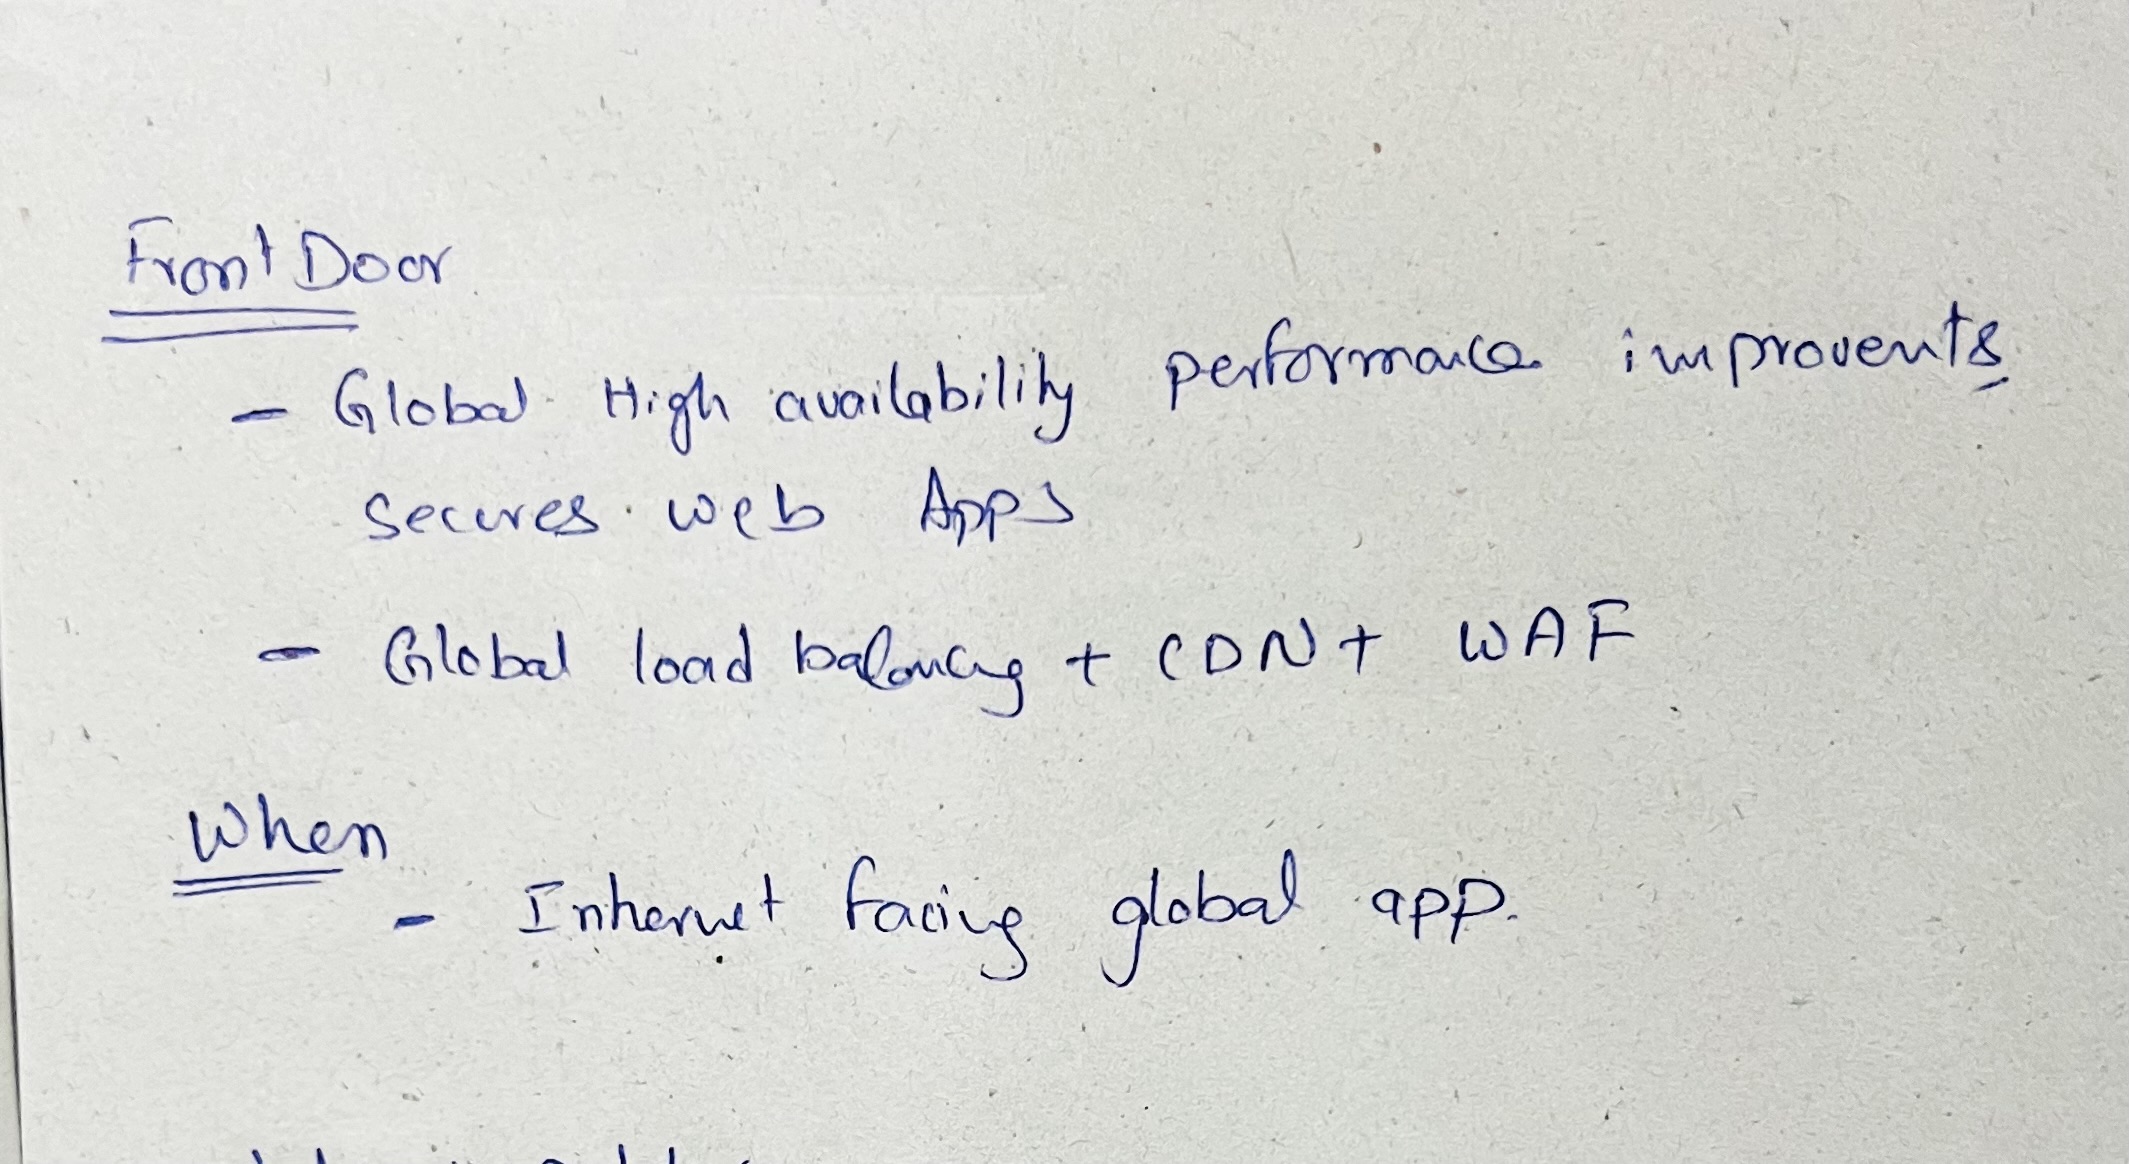 Front Door
- Global High availability performance improvents
secures web Apps
- Global load balancing + CDN + WAF
When
- Internet facing global app.